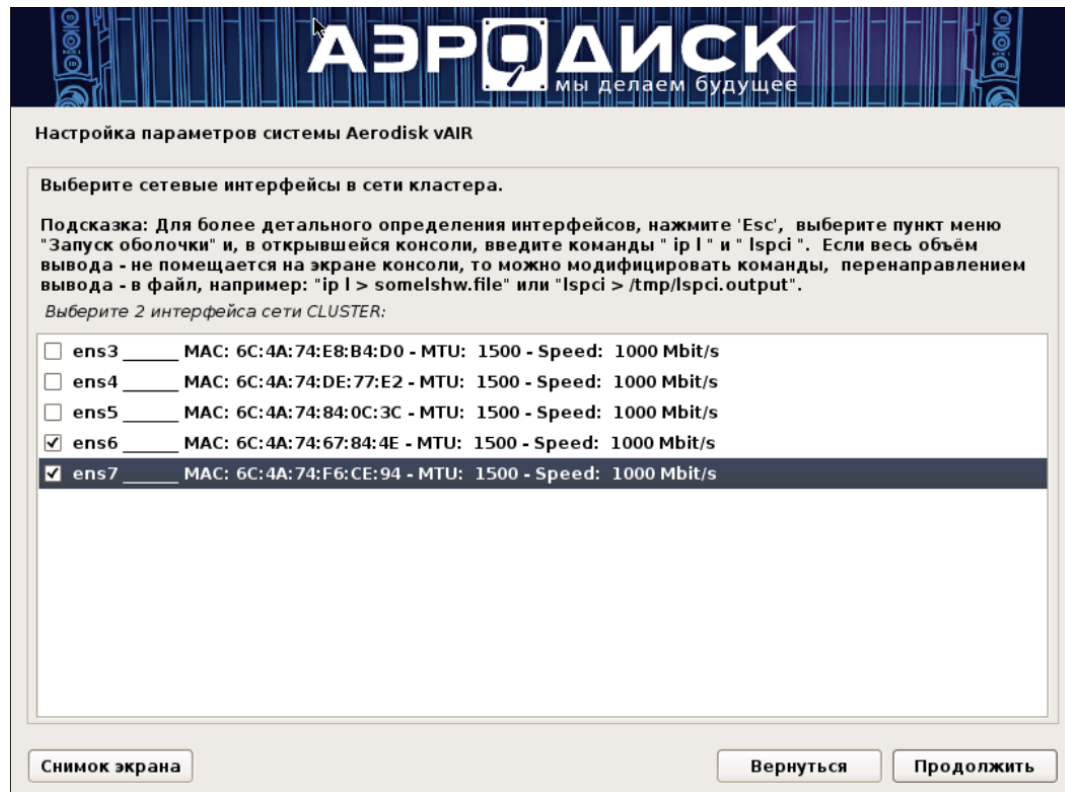 АЭРОДИСК
мы делаем будущее
Настройка параметров системы Aerodisk vAIR
Выберите сетевые интерфейсы в сети кластера.
Подсказка: Для более детального определения интерфейсов, нажмите 'Esc', выберите пункт меню
"Запуск оболочки" и, в открывшейся консоли, введите команды " ip l " и " lspci ". Если весь объём
вывода - не помещается на экране консоли, то можно модифицировать команды, перенаправлением
вывода - в файл, например: "ip l > somelshw.file" или "lspci > /tmp/lspci.output".
Выберите 2 интерфейса сети CLUSTER:
ens3 ______ MAC: 6C:4A:74:E8:B4:D0 - MTU: 1500 - Speed: 1000 Mbit/s
ens4 ______ MAC: 6C:4A:74:DE:77:E2 - MTU: 1500 - Speed: 1000 Mbit/s
ens5 ______ MAC: 6C:4A:74:84:0C:3C - MTU: 1500 - Speed: 1000 Mbit/s
ens6 ______ MAC: 6C:4A:74:67:84:4E - MTU: 1500 - Speed: 1000 Mbit/s
ens7 ______ MAC: 6C:4A:74:F6:CE:94 - MTU: 1500 - Speed: 1000 Mbit/s
Снимок экрана
Вернуться
Продолжить